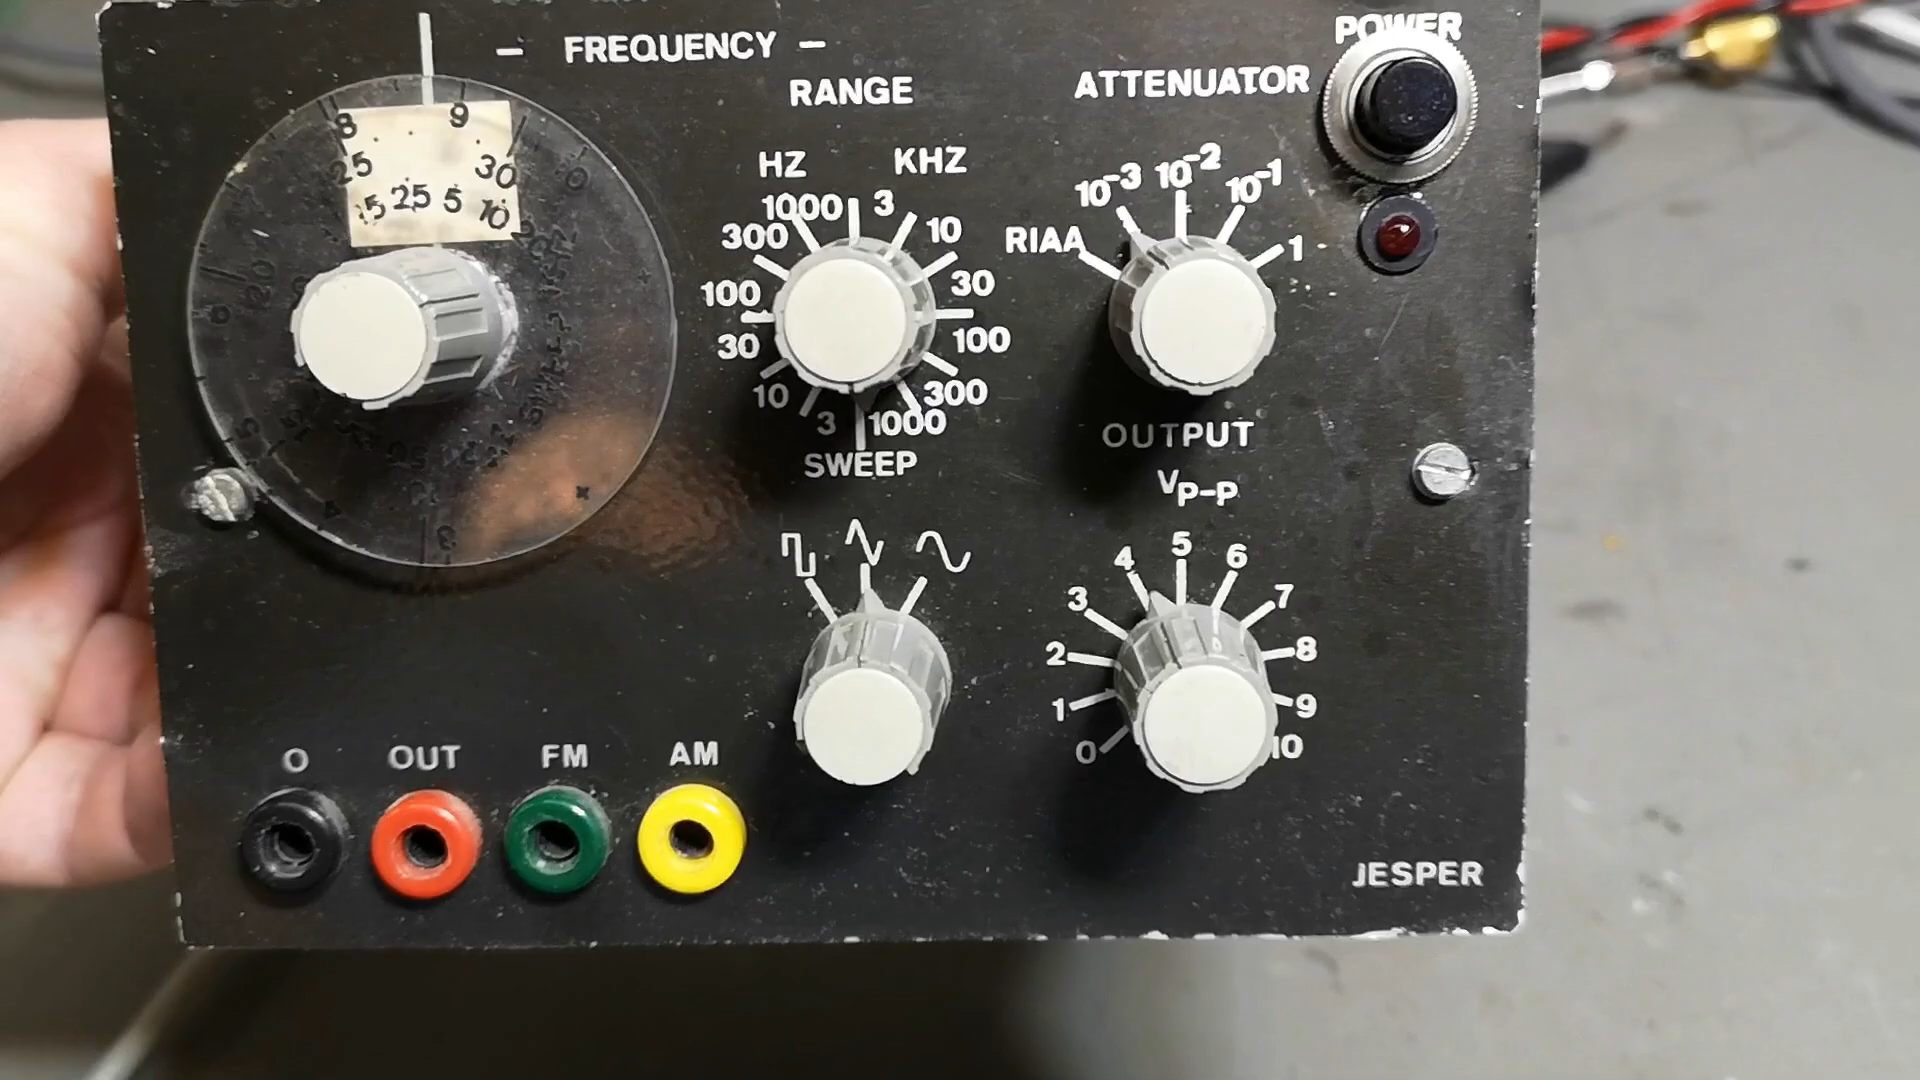 — FREQUENCY —
RANGE
HZ KHZ
1000 3
300 10
100 30
30 100
10 300
3 1000
SWEEP
8 9
25 30
15 25 5 10
POWER
ATTENUATOR
RIAA 10-3 10-2 10-1 1
OUTPUT
VP-P
0 1 2 3 4 5 6 7 8 9 10
O OUT FM AM
JESPER